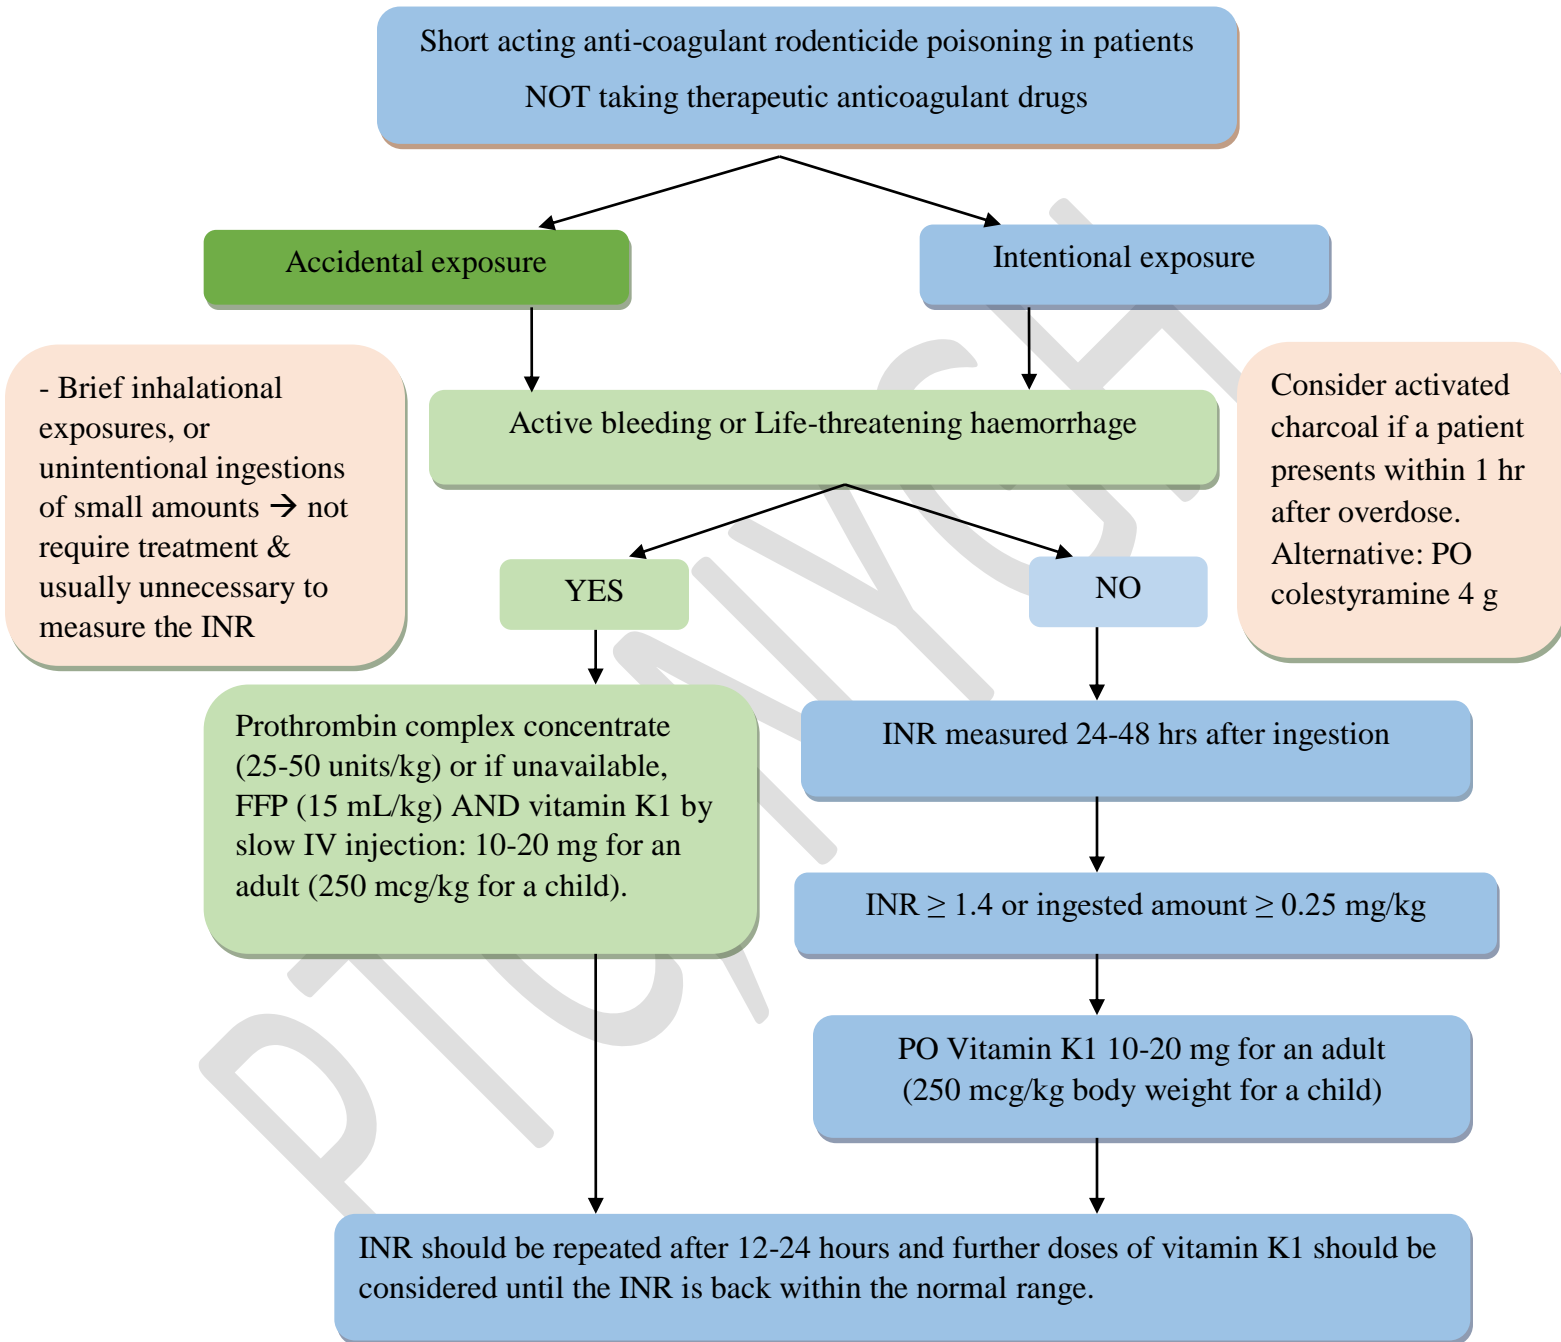 Short acting anti-coagulant rodenticide poisoning in patients
NOT taking therapeutic anticoagulant drugs
Accidental exposure
Intentional exposure
- Brief inhalational
exposures, or
unintentional ingestions
of small amounts → not
require treatment &
usually unnecessary to
measure the INR
Active bleeding or Life-threatening haemorrhage
Consider activated
charcoal if a patient
presents within 1 hr
after overdose.
Alternative: PO
colestyramine 4 g
YES
NO
Prothrombin complex concentrate
(25-50 units/kg) or if unavailable,
FFP (15 mL/kg) AND vitamin K1 by
slow IV injection: 10-20 mg for an
adult (250 mcg/kg for a child).
INR measured 24-48 hrs after ingestion
INR ≥ 1.4 or ingested amount ≥ 0.25 mg/kg
PO Vitamin K1 10-20 mg for an adult
(250 mcg/kg body weight for a child)
INR should be repeated after 12-24 hours and further doses of vitamin K1 should be
considered until the INR is back within the normal range.